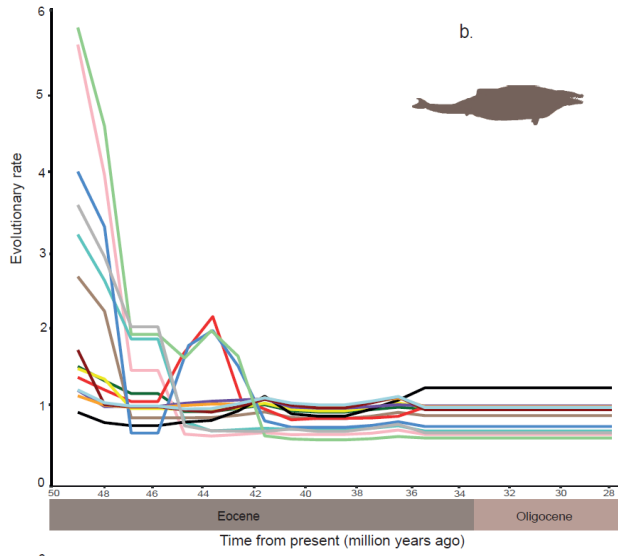 6
b.
5
4
3
2
1
0
Evolutionary rate
50 48 46 44 42 40 38 36 34 32 30 28
Eocene Oligocene
Time from present (million years ago)